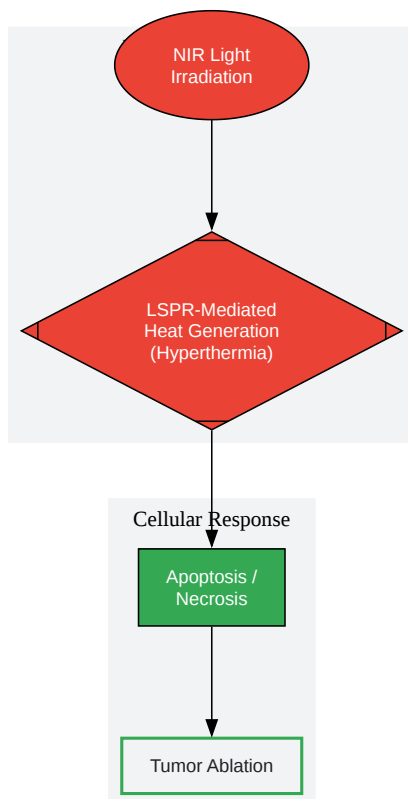 NIR Light
Irradiation
LSPR-Mediated
Heat Generation
(Hyperthermia)
Cellular Response
Apoptosis /
Necrosis
Tumor Ablation